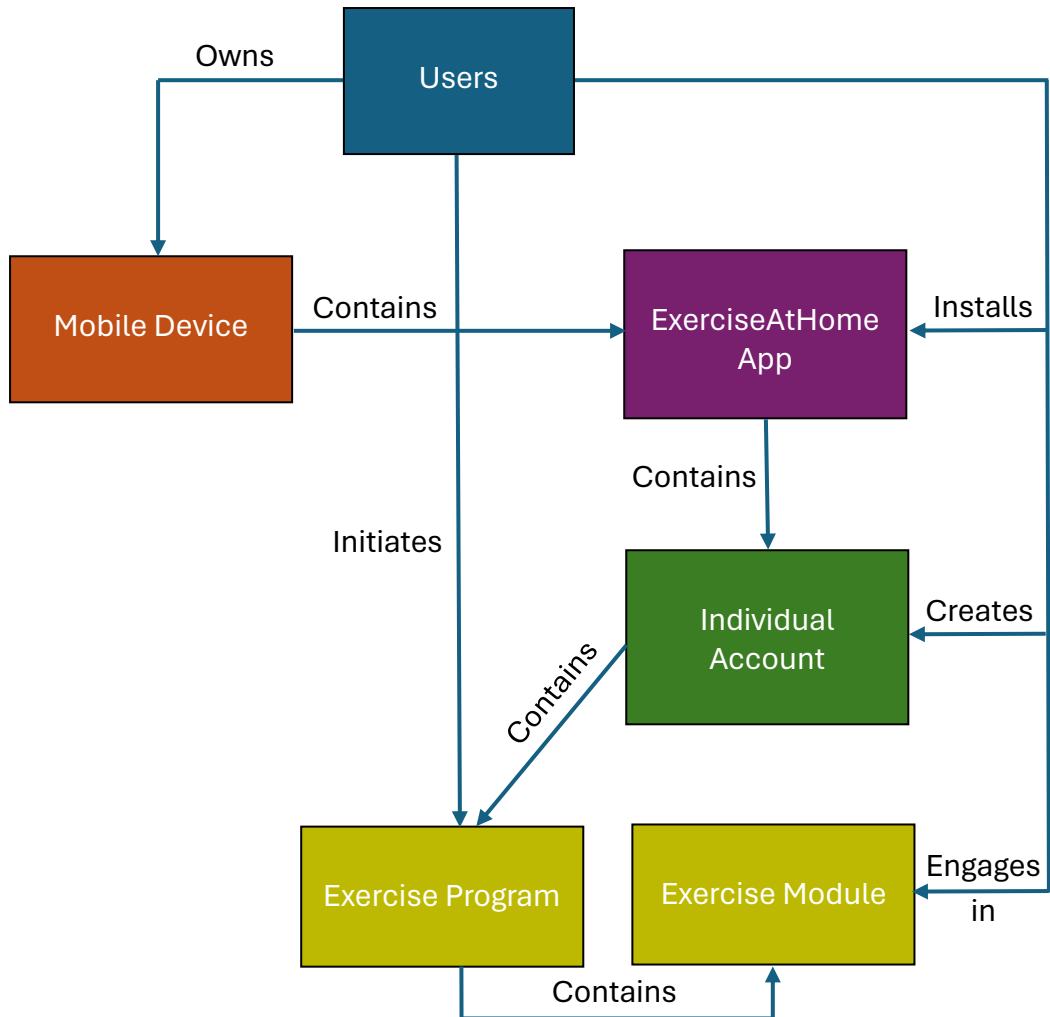 Owns
Users
Mobile Device
Contains
ExerciseAtHome
App
Installs
Contains
Initiates
Individual
Account
Creates
Contains
Exercise Program
Exercise Module
Engages
in
Contains